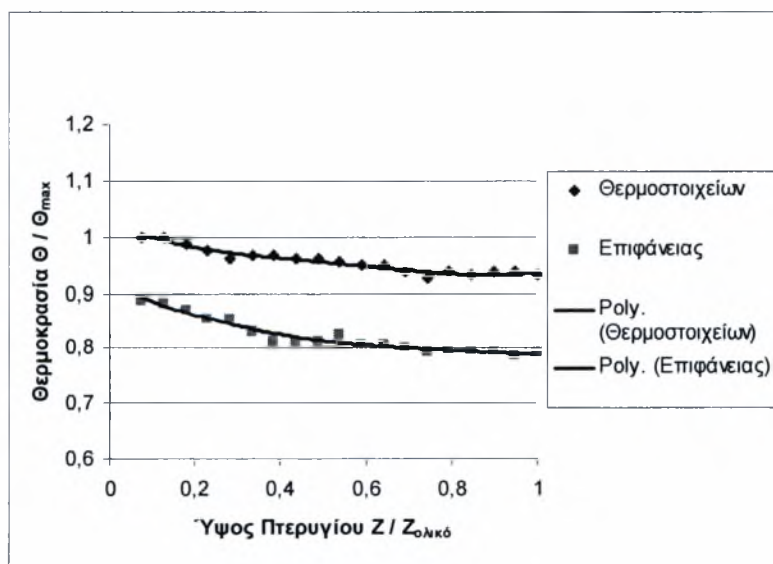 1,2
1,1
1
0,9
0,8
0,7
0,6
Θερμοκρασία Θ / Θmax
0
0,2
0,4
0,6
0,8
1
Ύψος Πτερυγίου Z / Zολικό
Θερμοστοιχείων
Επιφάνειας
Poly.
(Θερμοστοιχείων)
Poly. (Επιφάνειας)